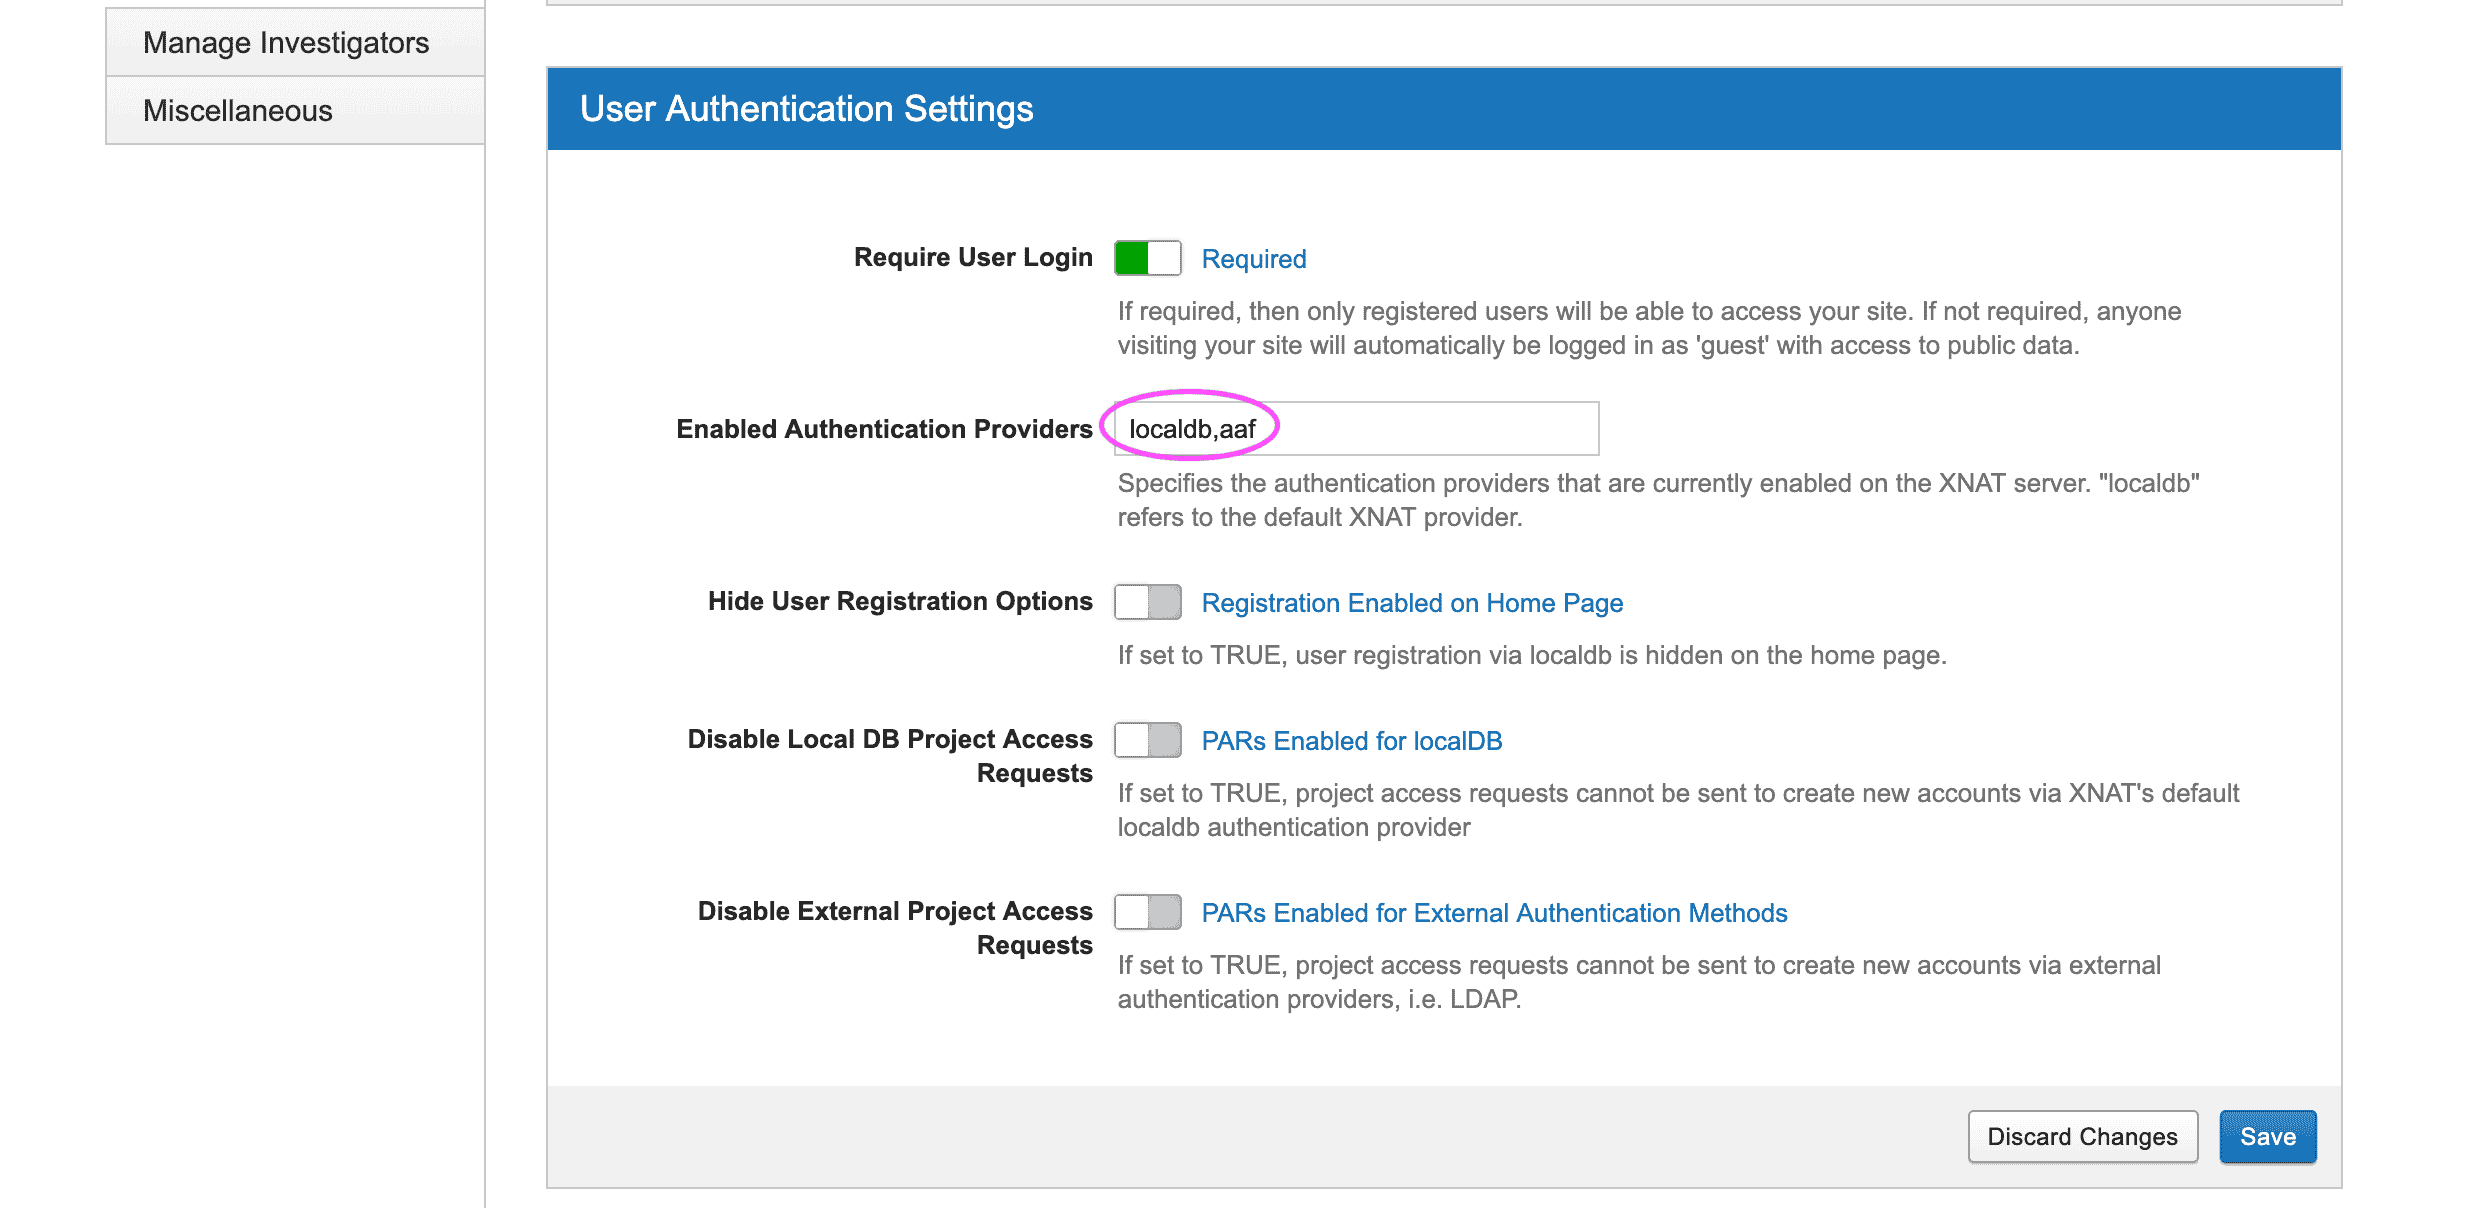 Manage Investigators
Miscellaneous
User Authentication Settings
Require User Login
Required
If required, then only registered users will be able to access your site. If not required, anyone
visiting your site will automatically be logged in as 'guest' with access to public data.
Enabled Authentication Providers
localdb,aaf
Specifies the authentication providers that are currently enabled on the XNAT server. "localdb"
refers to the default XNAT provider.
Hide User Registration Options
Registration Enabled on Home Page
If set to TRUE, user registration via localdb is hidden on the home page.
Disable Local DB Project Access
Requests
PARs Enabled for localDB
If set to TRUE, project access requests cannot be sent to create new accounts via XNAT's default
localdb authentication provider
Disable External Project Access
Requests
PARs Enabled for External Authentication Methods
If set to TRUE, project access requests cannot be sent to create new accounts via external
authentication providers, i.e. LDAP.
Discard Changes
Save